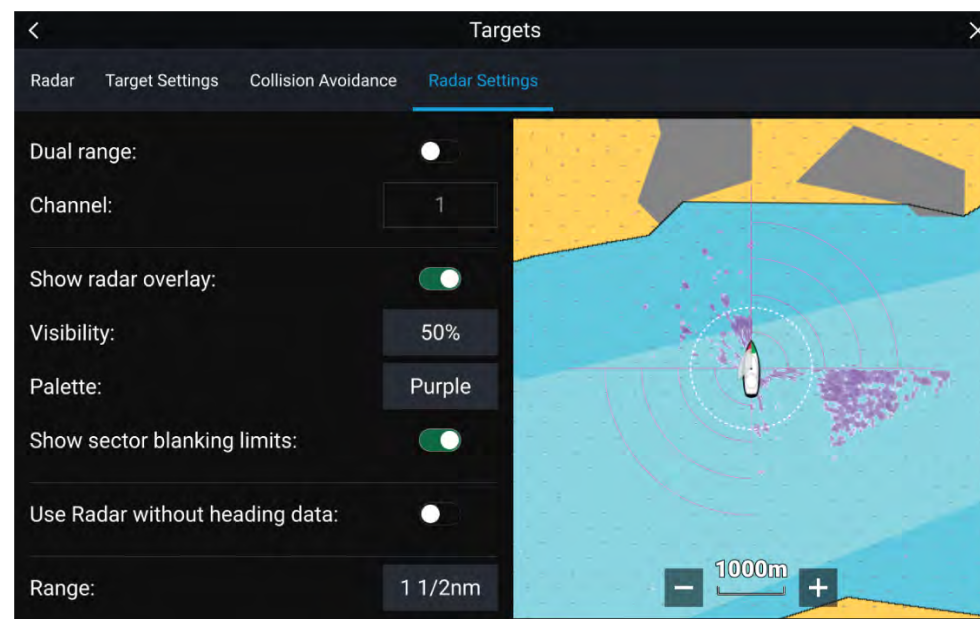 Targets
Radar Target Settings Collision Avoidance Radar Settings
Dual range:
Channel: 1
Show radar overlay:
Visibility: 50%
Palette: Purple
Show sector blanking limits:
Use Radar without heading data:
Range: 1 1/2nm
1000m